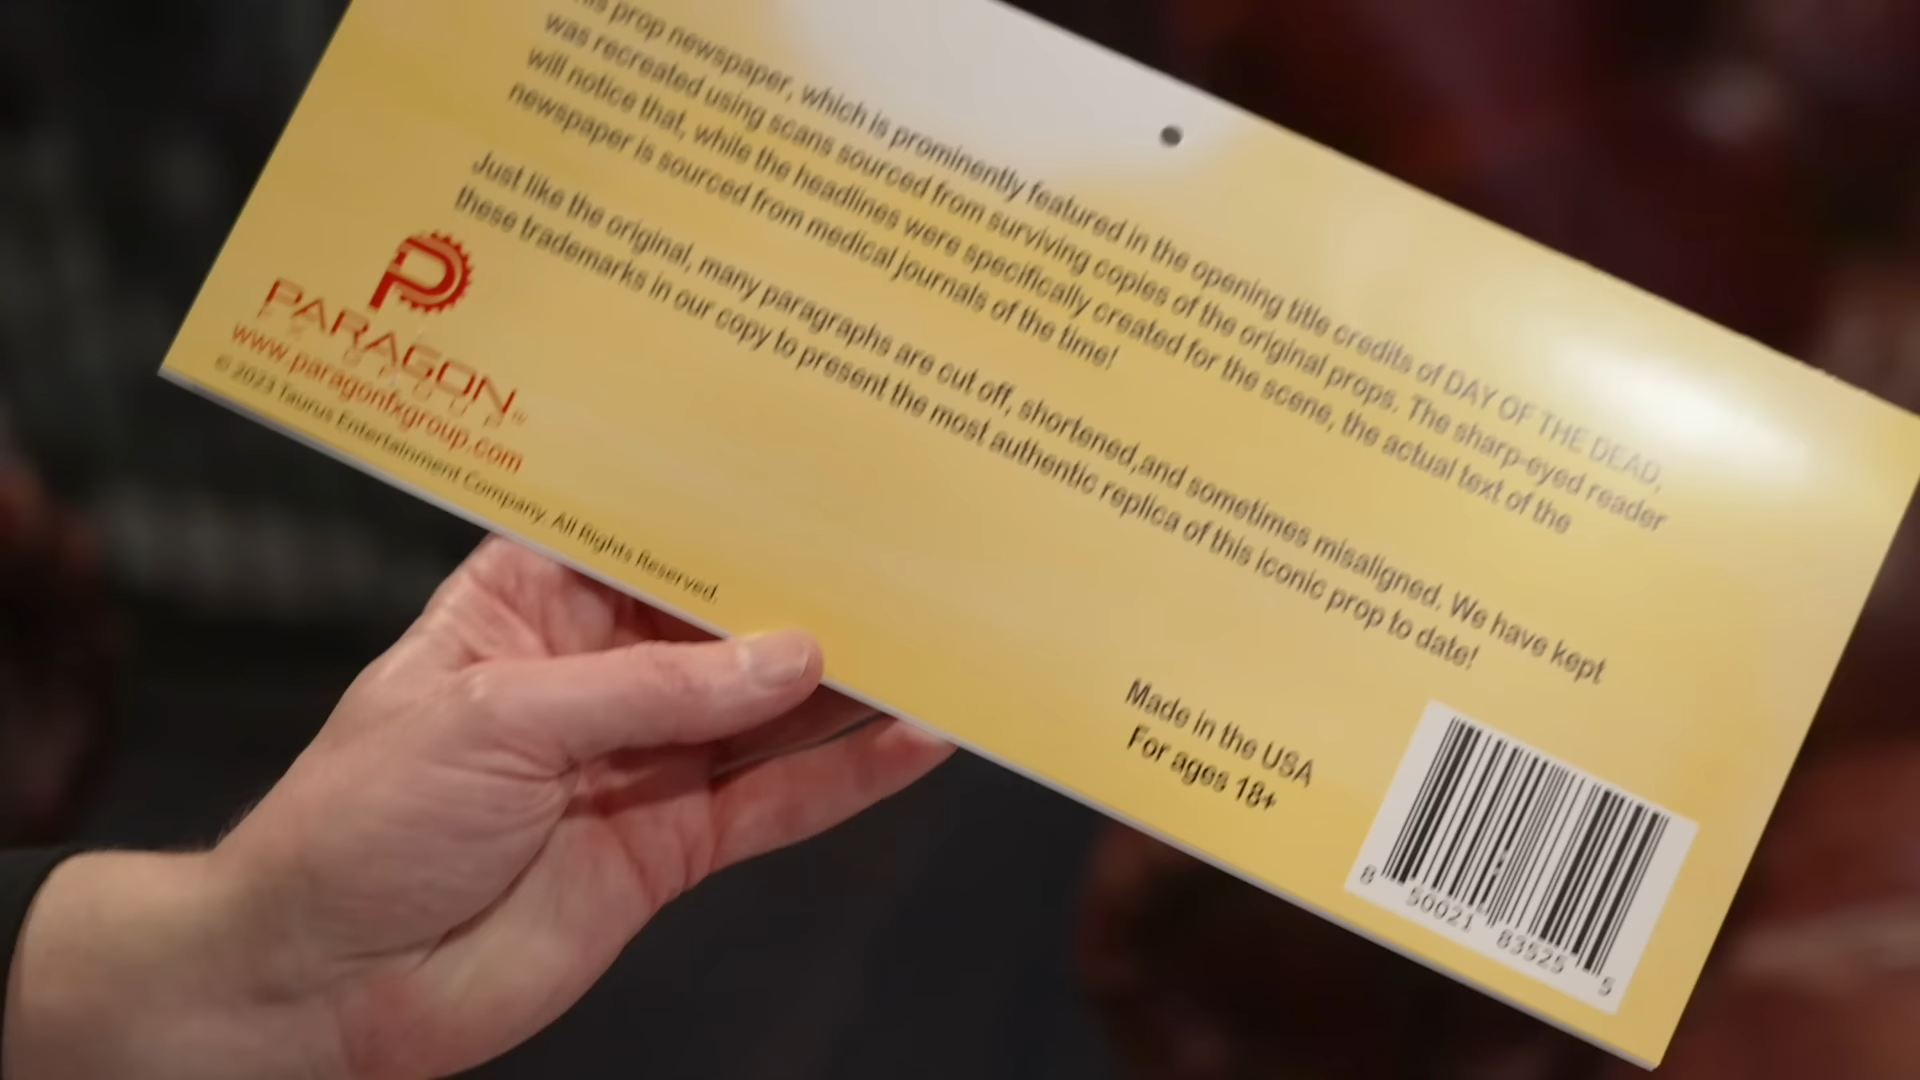 prop newspaper, which is prominently featured in the opening title credits of DAY OF THE DEAD,
was recreated using scans sourced from surviving copies of the original props. The sharp-eyed reader
will notice that, while the headlines were specifically created for the scene, the actual text of the
newspaper is sourced from medical journals of the time!
Just like the original, many paragraphs are cut off, shortened,and sometimes misaligned. We have kept
these trademarks in our copy to present the most authentic replica of this iconic prop to date!
P
PARAGON
FX GROUP
www.paragonfxgroup.com
© 2023 Taurus Entertainment Company. All Rights Reserved.
Made in the USA
For ages 18+
8 50021 83525 5